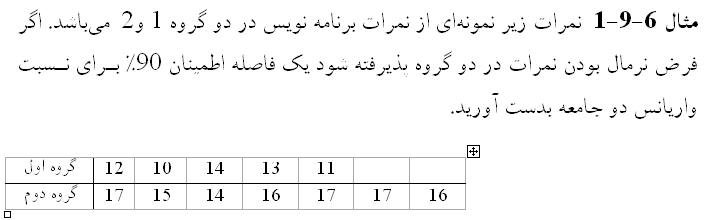 مثال 6-9-1 نمرات زیر نمونه‌ای از نمرات برنامه نویس در دو گروه 1 و2 می‌باشد. اگر
فرض نرمال بودن نمرات در دو گروه پذیرفته شود یک فاصله اطمینان 90٪ بـرای نـسبت
واریانس دو جامعه بدست آورید.
گروه اول 12 10 14 13 11
گروه دوم 17 15 14 16 17 17 16